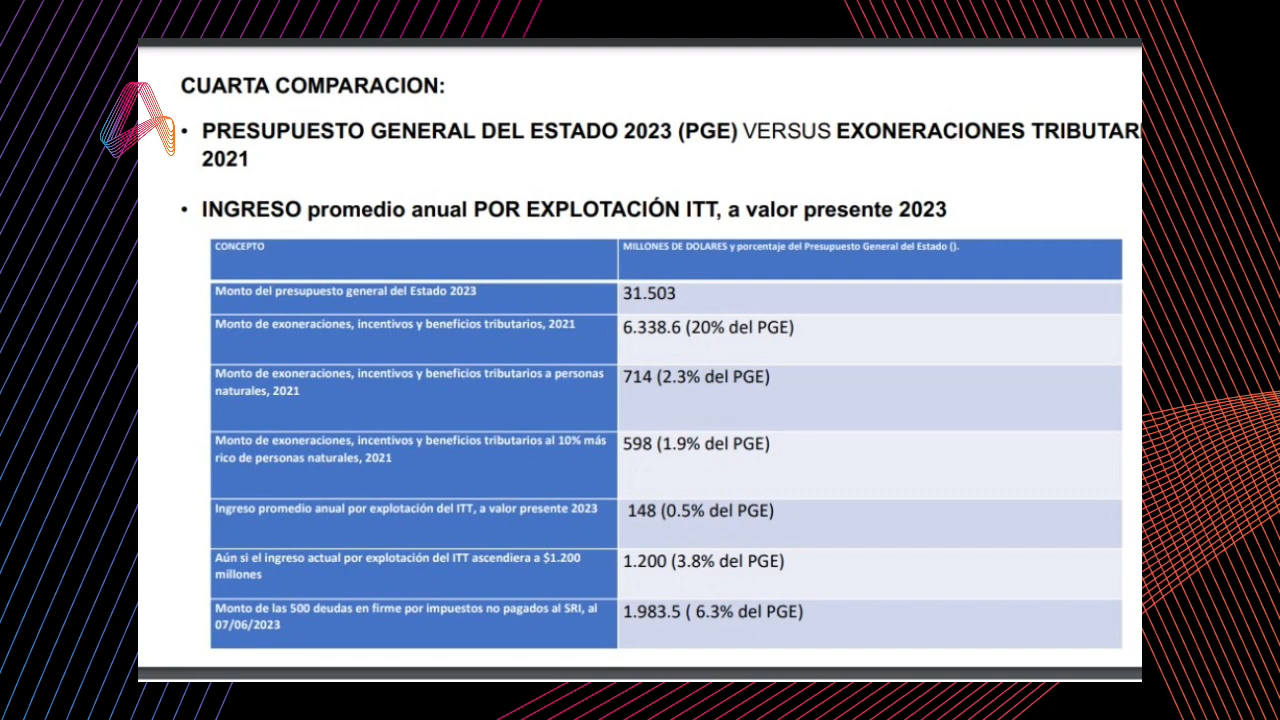 CUARTA COMPARACION:
• PRESUPUESTO GENERAL DEL ESTADO 2023 (PGE) VERSUS EXONERACIONES
2021
• INGRESO promedio anual POR EXPLOTACIÓN ITT, a valor presente 2023
CONCEPTO
MILLONES DE DOLARES y porcentaje del Presupuesto General del Estado ().
Monto del presupuesto general del Estado 2023
31.503
Monto de exoneraciones, incentivos y beneficios tributarios, 2021
6.338.6 (20% del PGE)
Monto de exoneraciones, incentivos y beneficios tributarios a personas
naturales, 2021
714 (2.3% del PGE)
Monto de exoneraciones, incentivos y beneficios tributarios al 10% más
rico de personas naturales, 2021
598 (1.9% del PGE)
Ingreso promedio anual por explotación del ITT, a valor presente 2023
148 (0.5% del PGE)
Aún si el ingreso actual por explotación del ITT ascendiera a $1.200
millones
1.200 (3.8% del PGE)
Monto de las 500 deudas en firme por impuestos no pagados al SRI, al
07/06/2023
1.983.5 ( 6.3% del PGE)